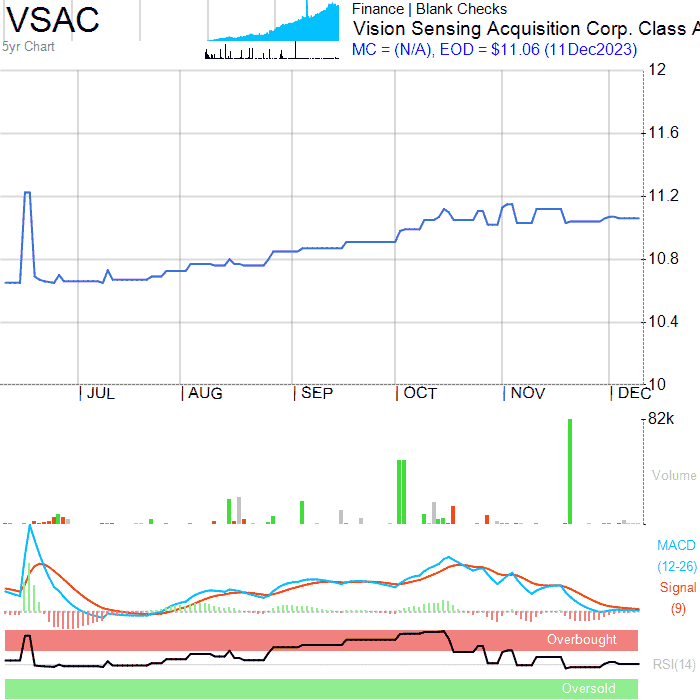 VSAC
5yr Chart
Finance | Blank Checks
Vision Sensing Acquisition Corp. Class A
MC = (N/A), EOD = $11.06 (11Dec2023)
12
11.6
11.2
10.8
10.4
10
| JUL | AUG | SEP | OCT | NOV | DEC
82k
Volume
MACD
(12-26)
Signal
(9)
Overbought
RSI(14)
Oversold